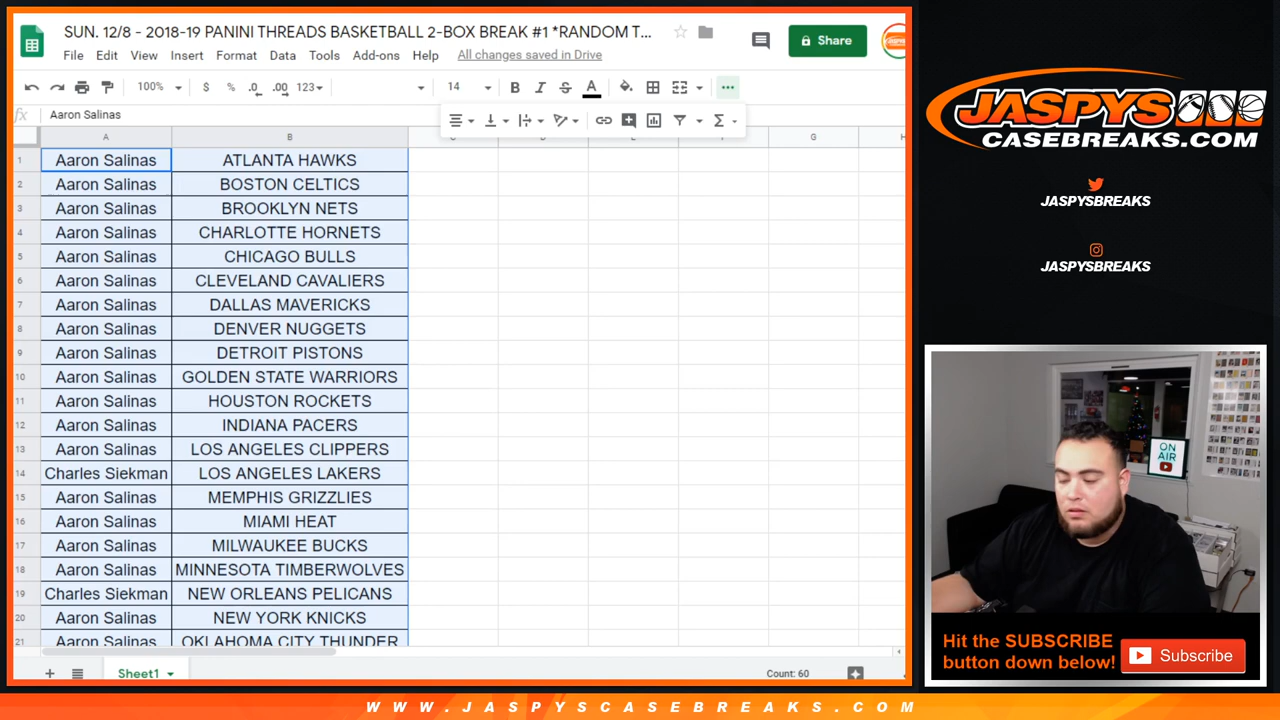 SUN. 12/8 - 2018-19 PANINI THREADS BASKETBALL 2-BOX BREAK #1 *RANDOM T...
Share
File Edit View Insert Format Data Tools Add-ons Help All changes saved in Drive
100% $ % .0 .00 123 14 B I S A
fx Aaron Salinas
A B G H
1 Aaron Salinas ATLANTA HAWKS
2 Aaron Salinas BOSTON CELTICS
3 Aaron Salinas BROOKLYN NETS
4 Aaron Salinas CHARLOTTE HORNETS
5 Aaron Salinas CHICAGO BULLS
6 Aaron Salinas CLEVELAND CAVALIERS
7 Aaron Salinas DALLAS MAVERICKS
8 Aaron Salinas DENVER NUGGETS
9 Aaron Salinas DETROIT PISTONS
10 Aaron Salinas GOLDEN STATE WARRIORS
11 Aaron Salinas HOUSTON ROCKETS
12 Aaron Salinas INDIANA PACERS
13 Aaron Salinas LOS ANGELES CLIPPERS
14 Charles Siekman LOS ANGELES LAKERS
15 Aaron Salinas MEMPHIS GRIZZLIES
16 Aaron Salinas MIAMI HEAT
17 Aaron Salinas MILWAUKEE BUCKS
18 Aaron Salinas MINNESOTA TIMBERWOLVES
19 Charles Siekman NEW ORLEANS PELICANS
20 Aaron Salinas NEW YORK KNICKS
21 Aaron Salinas OKLAHOMA CITY THUNDER
Sheet1
Count: 60
JASPYS
CASEBREAKS.COM
JASPYSBREAKS
JASPYSBREAKS
ON
AIR
Hit the SUBSCRIBE
button down below!
Subscribe
WWW.JASPYSCASEBREAKS.COM